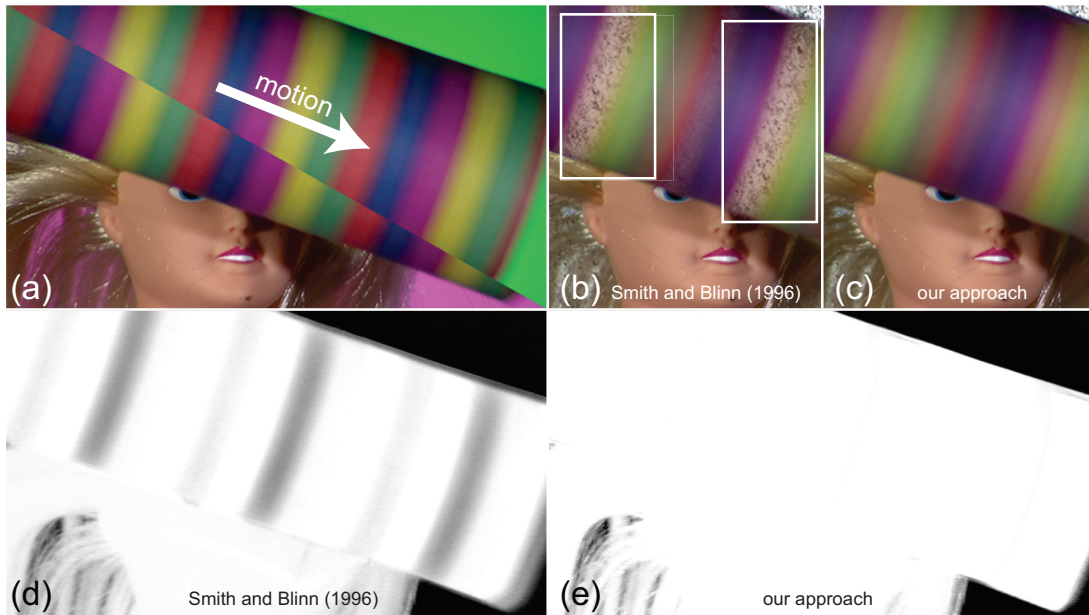 motion
(a)
(b)
Smith and Blinn (1996)
(c)
our approach
(d)
Smith and Blinn (1996)
(e)
our approach